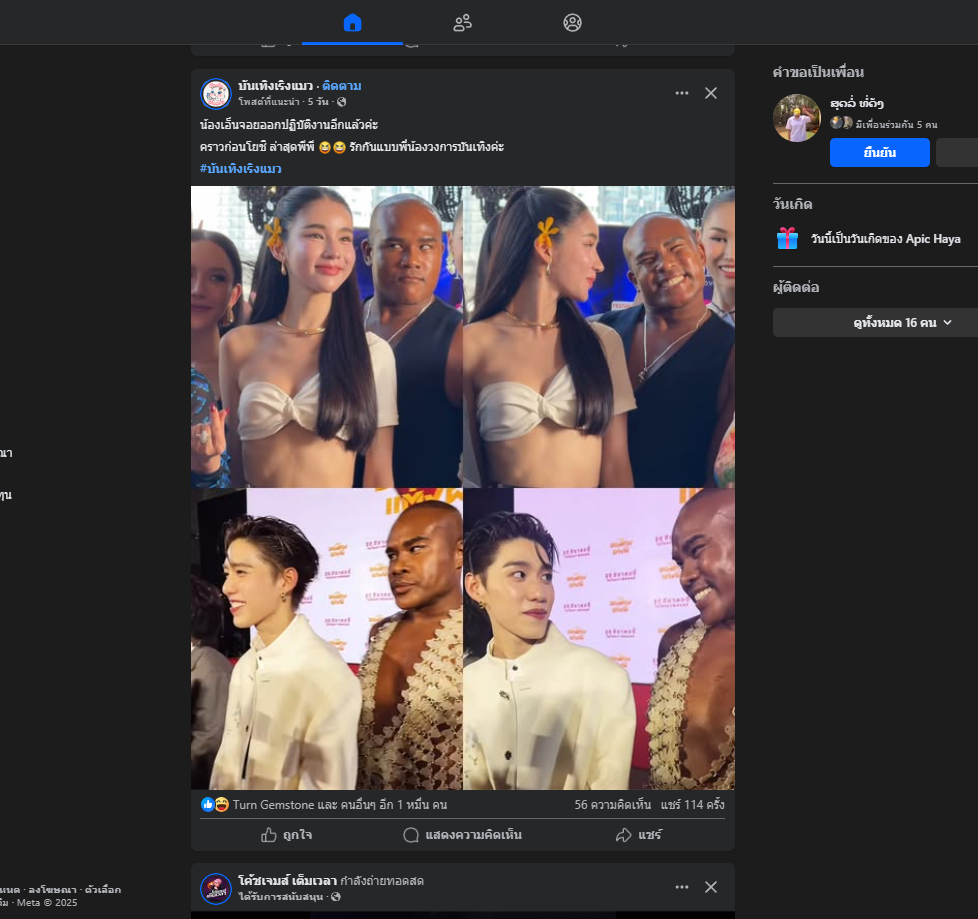 บันเทิงเริงแมว · ติดตาม
โพสต์ที่แนะนำ · 5 วัน ·
น้องเอ็นจอยออกปฏิบัติงานอีกแล้วค่ะ
คราวก่อนโยชิ ล่าสุดพีพี 😆😆 รักกันแบบพี่น้องวงการบันเทิงค่ะ
#บันเทิงเริงแมว
Turn Gemstone และ คนอื่นๆ อีก 1 หมื่น คน
56 ความคิดเห็น แชร์ 114 ครั้ง
ถูกใจ
แสดงความคิดเห็น
แชร์
โค้ชเจมส์ เต็มเวลา กำลังถ่ายทอดสด
ได้รับการสนับสนุน ·
คำขอเป็นเพื่อน
มีเพื่อนร่วมกัน 5 คน
ยืนยัน
วันเกิด
วันนี้เป็นวันเกิดของ Apic Haya
ผู้ติดต่อ
ดูทั้งหมด 16 คน
ลงโฆษณา · ตัวเลือก
Meta © 2025